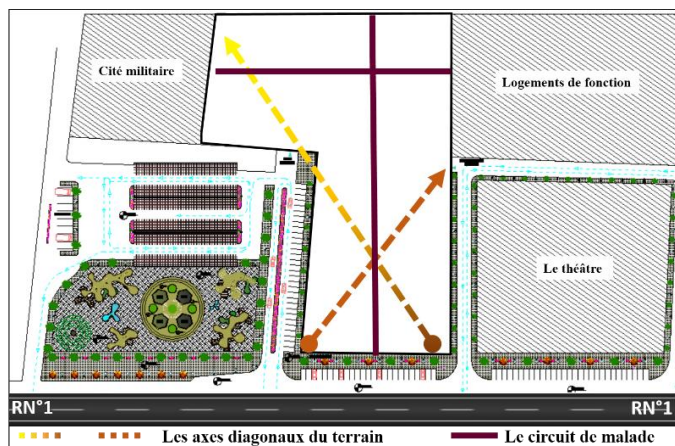 Cité militaire
Logements de fonction
Le théâtre
RN°1
RN°1
Les axes diagonaux du terrain
Le circuit de malade